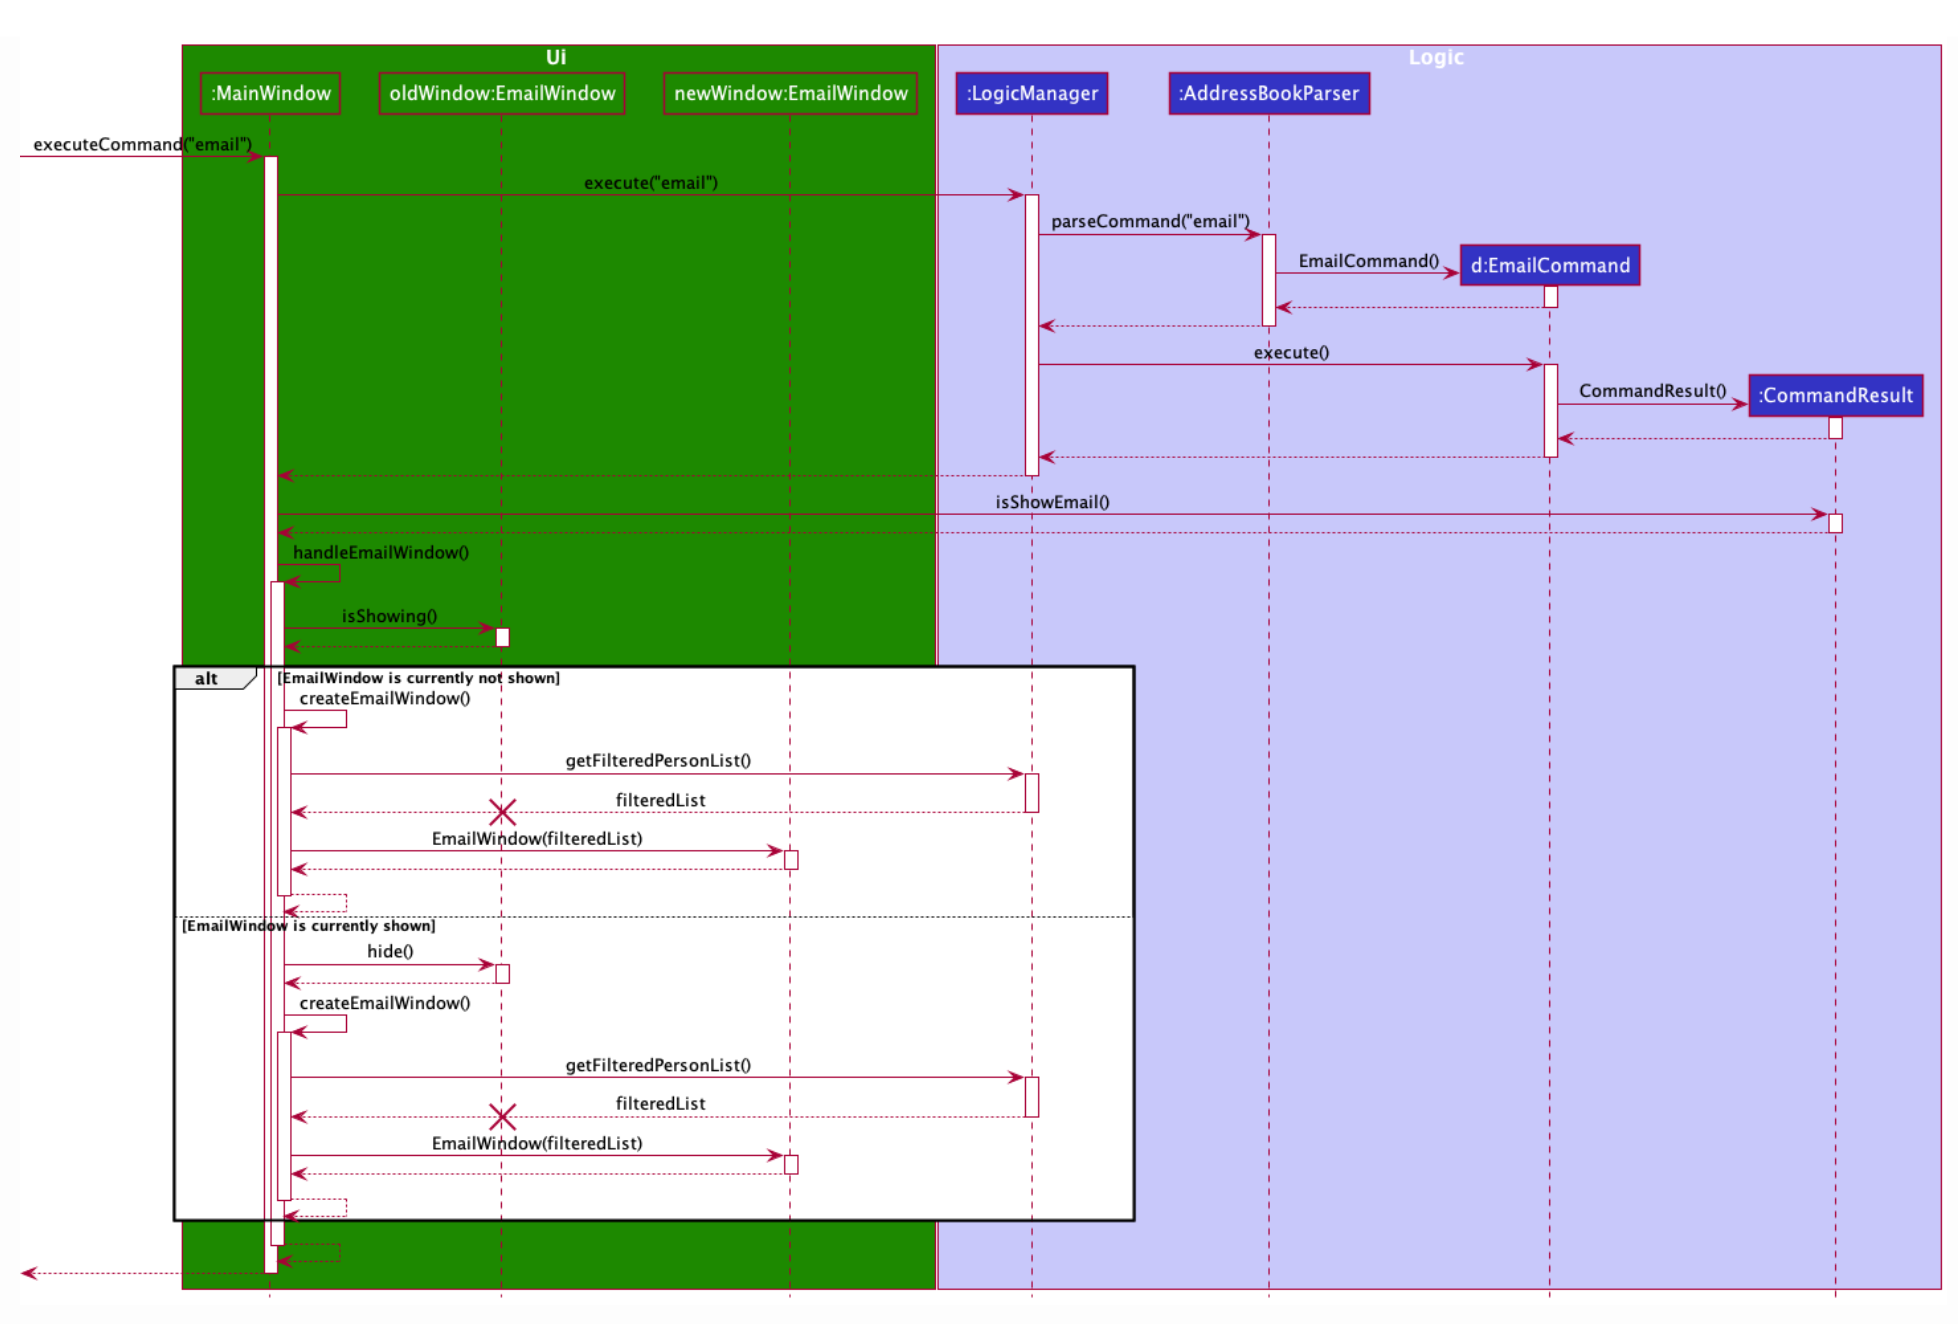 Ui
Logic
:MainWindow
oldWindow:EmailWindow
newWindow:EmailWindow
:LogicManager
:AddressBookParser
executeCommand("email")
execute("email")
parseCommand("email")
EmailCommand()
d:EmailCommand
execute()
CommandResult()
:CommandResult
isShowEmail()
handleEmailWindow()
isShowing()
alt
[EmailWindow is currently not shown]
createEmailWindow()
getFilteredPersonList()
filteredList
EmailWindow(filteredList)
[EmailWindow is currently shown]
hide()
createEmailWindow()
getFilteredPersonList()
filteredList
EmailWindow(filteredList)